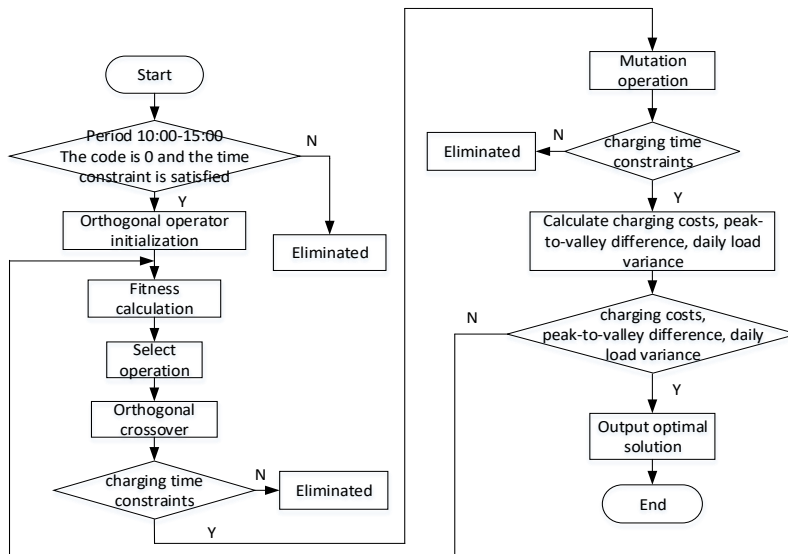 Start
Period 10:00-15:00
The code is 0 and the time
constraint is satisfied
N
Y
Eliminated
Orthogonal operator
initialization
Fitness
calculation
Select
operation
Orthogonal
crossover
charging time
constraints
N
Eliminated
Y
Mutation
operation
charging time
constraints
N
Eliminated
Y
Calculate charging costs, peak-
to-valley difference, daily load
variance
charging costs,
peak-to-valley difference, daily
load variance
N
Y
Output optimal
solution
End